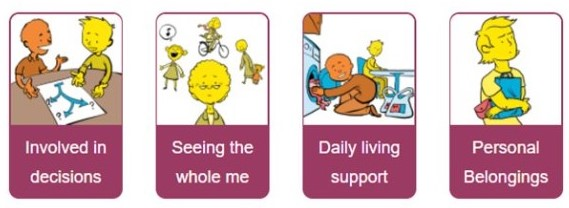 Involved in
decisions
Seeing the
whole me
Daily living
support
Personal
Belongings